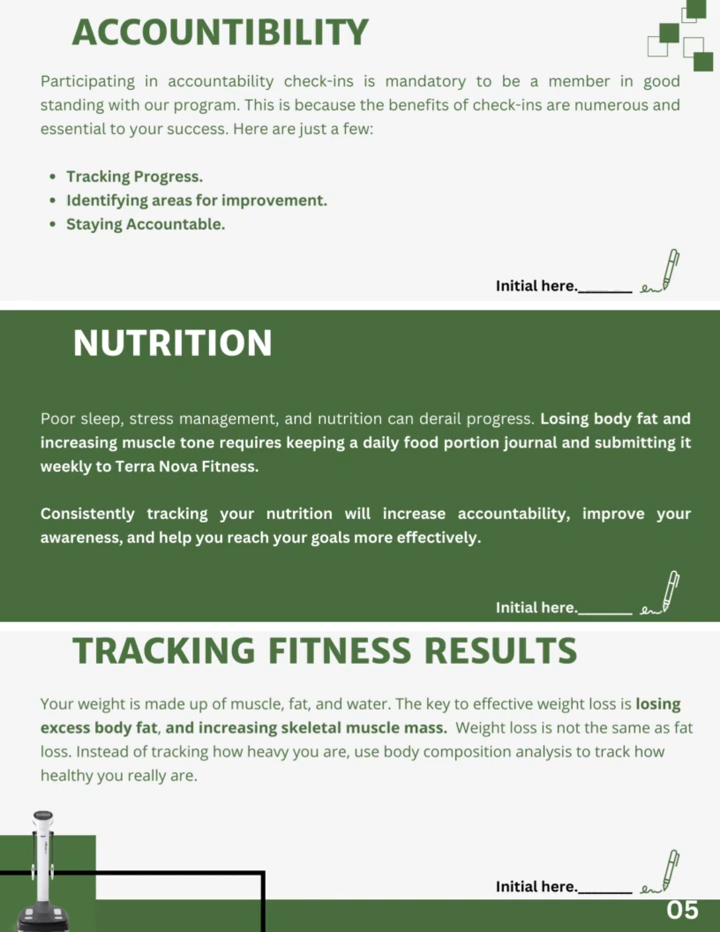 ACCOUNTIBILITY
Participating in accountability check-ins is mandatory to be a member in good
standing with our program. This is because the benefits of check-ins are numerous and
essential to your success. Here are just a few:
• Tracking Progress.
• Identifying areas for improvement.
• Staying Accountable.
Initial here.______
NUTRITION
Poor sleep, stress management, and nutrition can derail progress. Losing body fat and
increasing muscle tone requires keeping a daily food portion journal and submitting it
weekly to Terra Nova Fitness.
Consistently tracking your nutrition will increase accountability, improve your
awareness, and help you reach your goals more effectively.
Initial here.______
TRACKING FITNESS RESULTS
Your weight is made up of muscle, fat, and water. The key to effective weight loss is losing
excess body fat, and increasing skeletal muscle mass. Weight loss is not the same as fat
loss. Instead of tracking how heavy you are, use body composition analysis to track how
healthy you really are.
Initial here.______
05